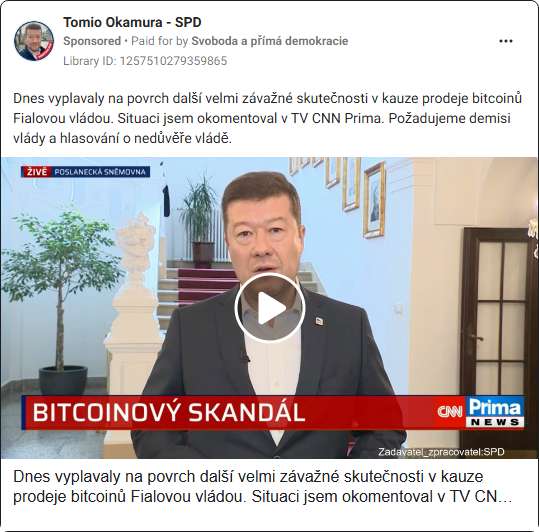 Tomio Okamura - SPD
Sponsored • Paid for by Svoboda a přímá demokracie
Library ID: 1257510279359865
Dnes vyplavaly na povrch další velmi závažné skutečnosti v kauze prodeje bitcoinů
Fialovou vládou. Situaci jsem okomentoval v TV CNN Prima. Požadujeme demisi
vlády a hlasování o nedůvěře vládě.
ŽIVĚ POSLANECKÁ SNĚMOVNA
BITCOINOVÝ SKANDÁL
CNN Prima
NEWS
Zadavatel_zpracovatel:SPD
Dnes vyplavaly na povrch další velmi závažné skutečnosti v kauze
prodeje bitcoinů Fialovou vládou. Situaci jsem okomentoval v TV CN...